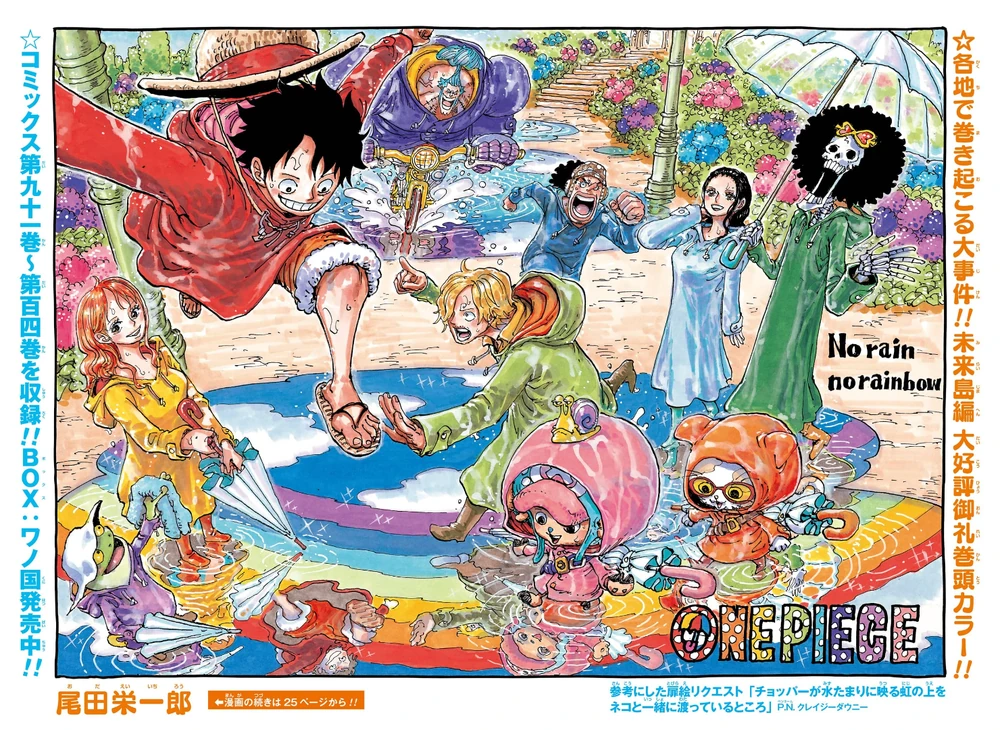 ☆各地で巻き起こる大事件!!未来島編 大好評御礼巻頭カラー!!
☆コミックス第九十一巻～第百四巻を収録!!BOX:ワノ国発売中!!
No rain
no rainbow
ONE PIECE
尾田栄一郎
←漫画の続きは25ページから!!
参考にした扉絵リクエスト「チョッパーが水たまりに映る虹の上を
ネコと一緒に渡っているところ」P.N. クレイジーダウニー